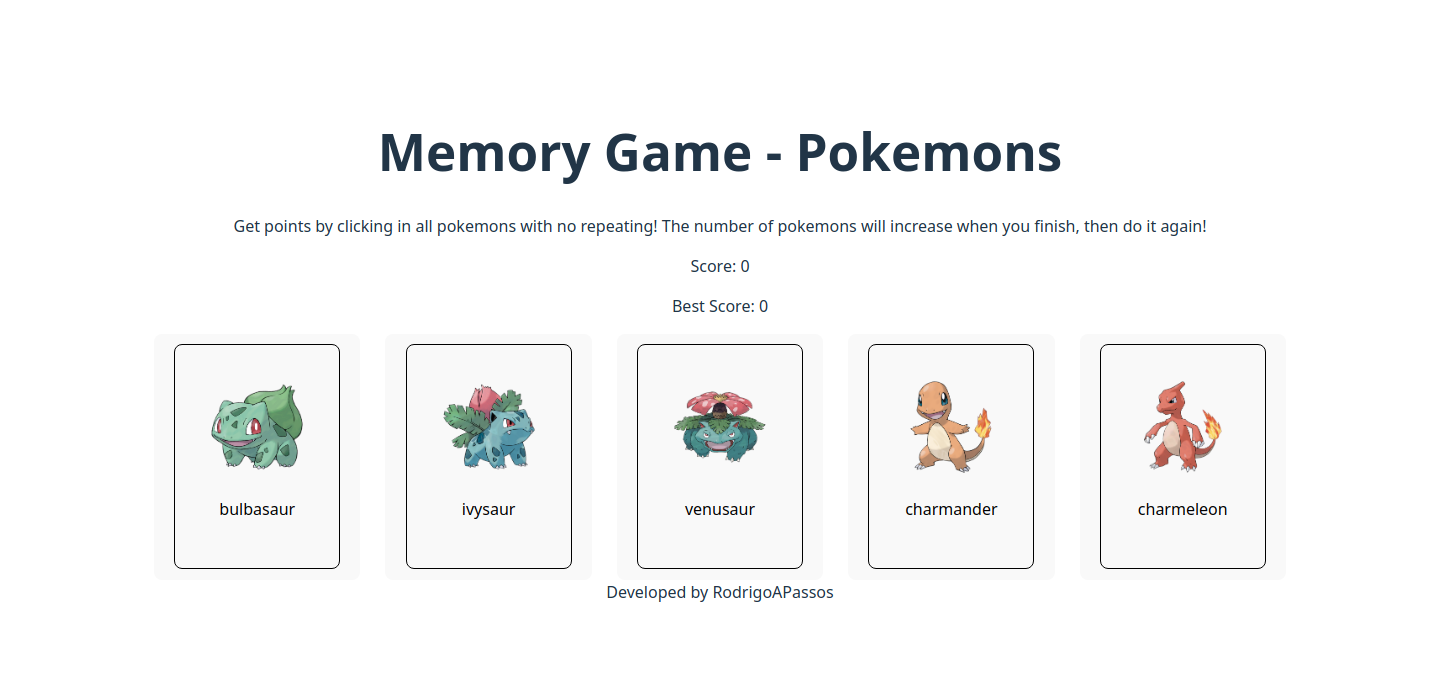 Memory Game - Pokemons
Get points by clicking in all pokemons with no repeating! The number of pokemons will increase when you finish, then do it again!
Score: 0
Best Score: 0
bulbasaur
ivysaur
venusaur
charmander
charmeleon
Developed by RodrigoAPassos